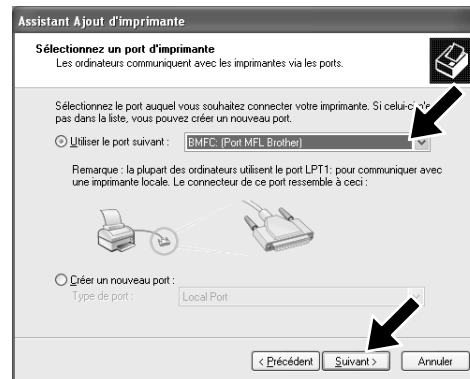 Assistant Ajout d'imprimante
Sélectionnez un port d'imprimante
Les ordinateurs communiquent avec les imprimantes via les ports.
Sélectionnez le port auquel vous souhaitez connecter votre imprimante. Si
pas dans la liste, vous pouvez créer un nouveau port.
Utiliser le port suivant :
BMFC: (Port MFL Brother)
Remarque : la plupart des ordinateurs utilisent le port LPT1: pour communiquer avec
une imprimante locale. Le connecteur de ce port ressemble à ceci :
Créer un nouveau port :
Type de port :
Local Port
< Précédent
Suivant >
Annuler